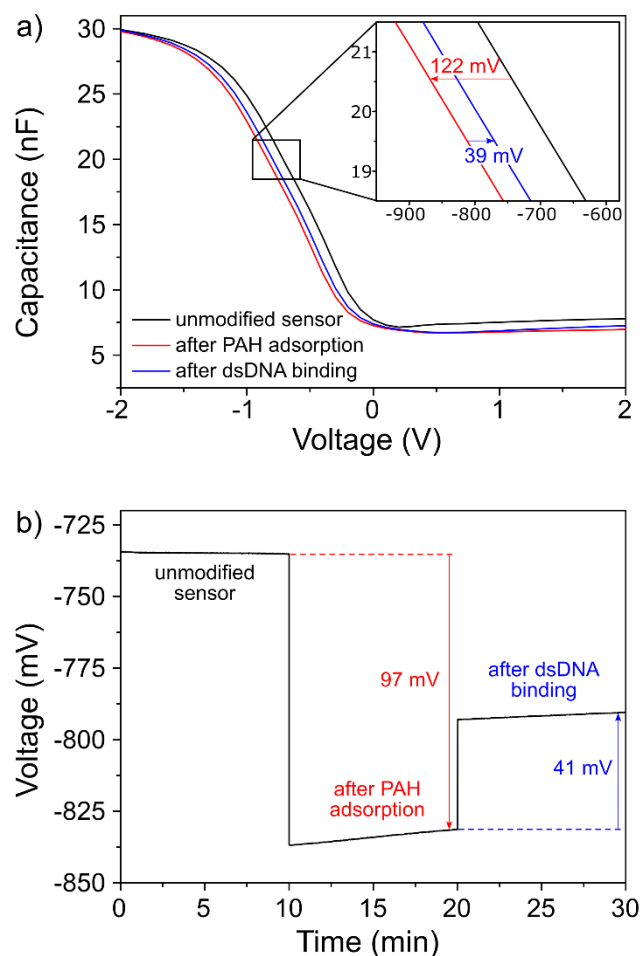 a)
Capacitance (nF)
30
25
20
15
10
5
-2
-1
0
1
2
Voltage (V)
unmodified sensor
after PAH adsorption
after dsDNA binding
21
20
19
-900
-800
-700
-600
122 mV
39 mV
b)
Voltage (mV)
-725
-750
-775
-800
-825
-850
0
5
10
15
20
25
30
Time (min)
unmodified
sensor
97 mV
after PAH
adsorption
after dsDNA
binding
41 mV